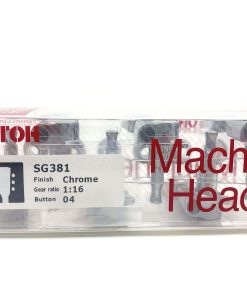 TOH
SG381
Finish Chrome
Gear ratio 1:16
Button 04
Mach
Head